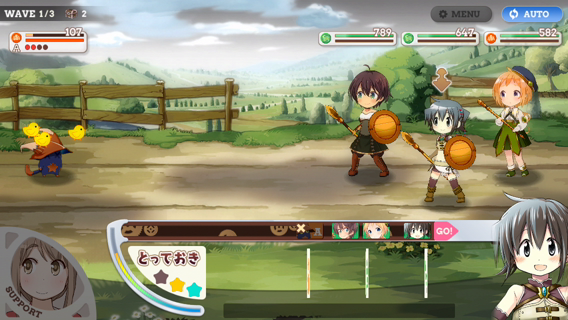 WAVE 1/3 2
MENU
AUTO
107
789
647
582
A
GO!
とっておき
SUPPORT